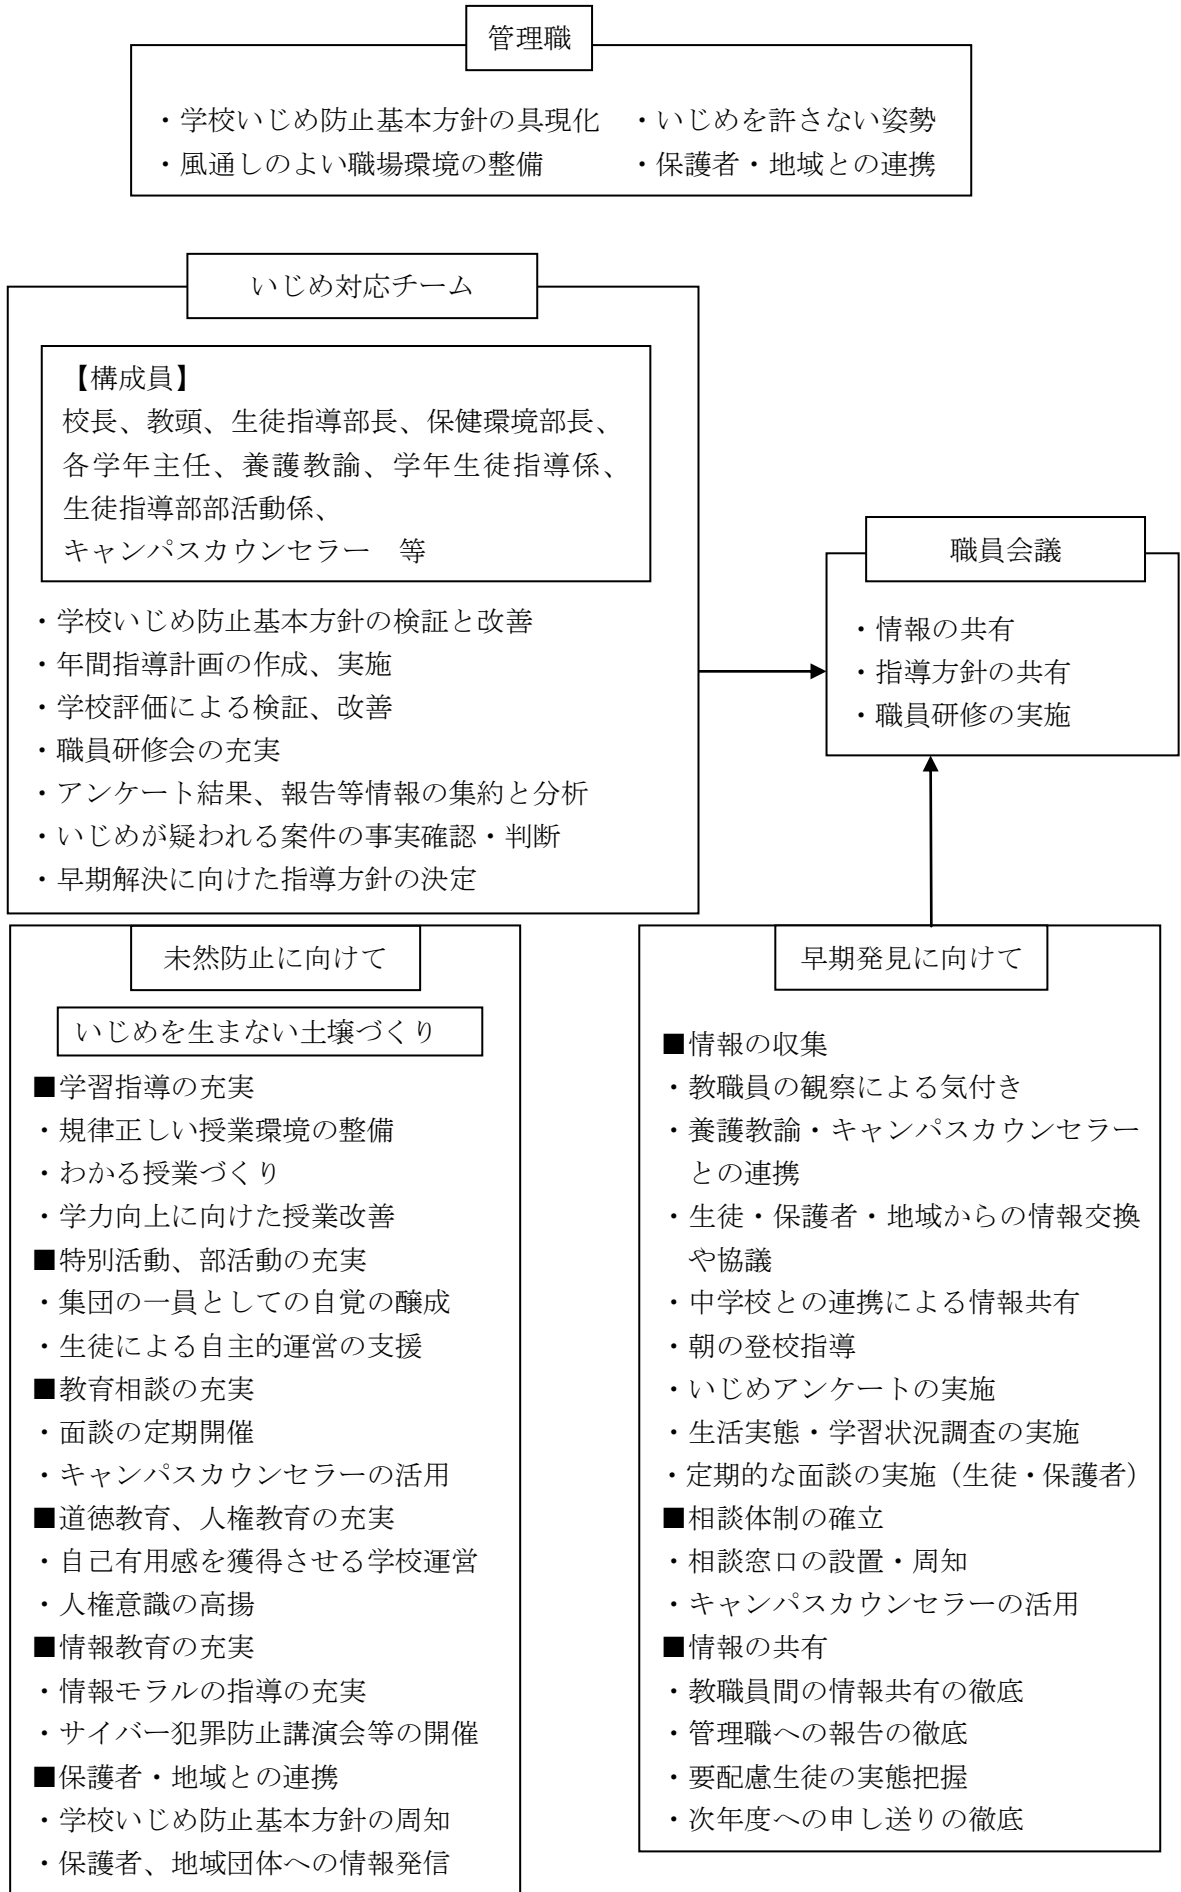 管理職
・学校いじめ防止基本方針の具現化　・いじめを許さない姿勢
・風通しのよい職場環境の整備　　　・保護者・地域との連携
いじめ対応チーム
【構成員】
校長、教頭、生徒指導部長、保健環境部長、
各学年主任、養護教諭、学年生徒指導係、
生徒指導部部活動係、
キャンパスカウンセラー　等
・学校いじめ防止基本方針の検証と改善
・年間指導計画の作成、実施
・学校評価による検証、改善
・職員研修会の充実
・アンケート結果、報告等情報の集約と分析
・いじめが疑われる案件の事実確認・判断
・早期解決に向けた指導方針の決定
職員会議
・情報の共有
・指導方針の共有
・職員研修の実施
未然防止に向けて
いじめを生まない土壌づくり
■学習指導の充実
・規律正しい授業環境の整備
・わかる授業づくり
・学力向上に向けた授業改善
■特別活動、部活動の充実
・集団の一員としての自覚の醸成
・生徒による自主的運営の支援
■教育相談の充実
・面談の定期開催
・キャンパスカウンセラーの活用
■道徳教育、人権教育の充実
・自己有用感を獲得させる学校運営
・人権意識の高揚
■情報教育の充実
・情報モラルの指導の充実
・サイバー犯罪防止講演会等の開催
■保護者・地域との連携
・学校いじめ防止基本方針の周知
・保護者、地域団体への情報発信
早期発見に向けて
■情報の収集
・教職員の観察による気付き
・養護教諭・キャンパスカウンセラー
との連携
・生徒・保護者・地域からの情報交換
や協議
・中学校との連携による情報共有
・朝の登校指導
・いじめアンケートの実施
・生活実態・学習状況調査の実施
・定期的な面談の実施（生徒・保護者）
■相談体制の確立
・相談窓口の設置・周知
・キャンパスカウンセラーの活用
■情報の共有
・教職員間の情報共有の徹底
・管理職への報告の徹底
・要配慮生徒の実態把握
・次年度への申し送りの徹底